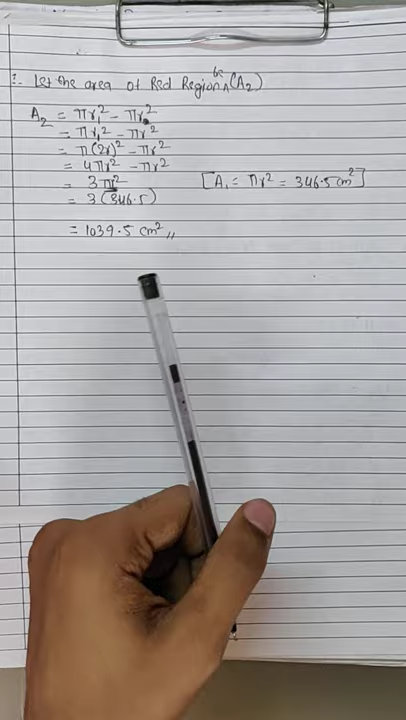 ∴ Let the area of Red Region be (A₂)
A₂ = πr₁² - πr²
= πr₁² - πr²
= π(2r)² - πr²
= 4πr² - πr²
= 3πr² [A₁ = πr² = 346.5 cm²]
= 3(346.5)
= 1039.5 cm²,,